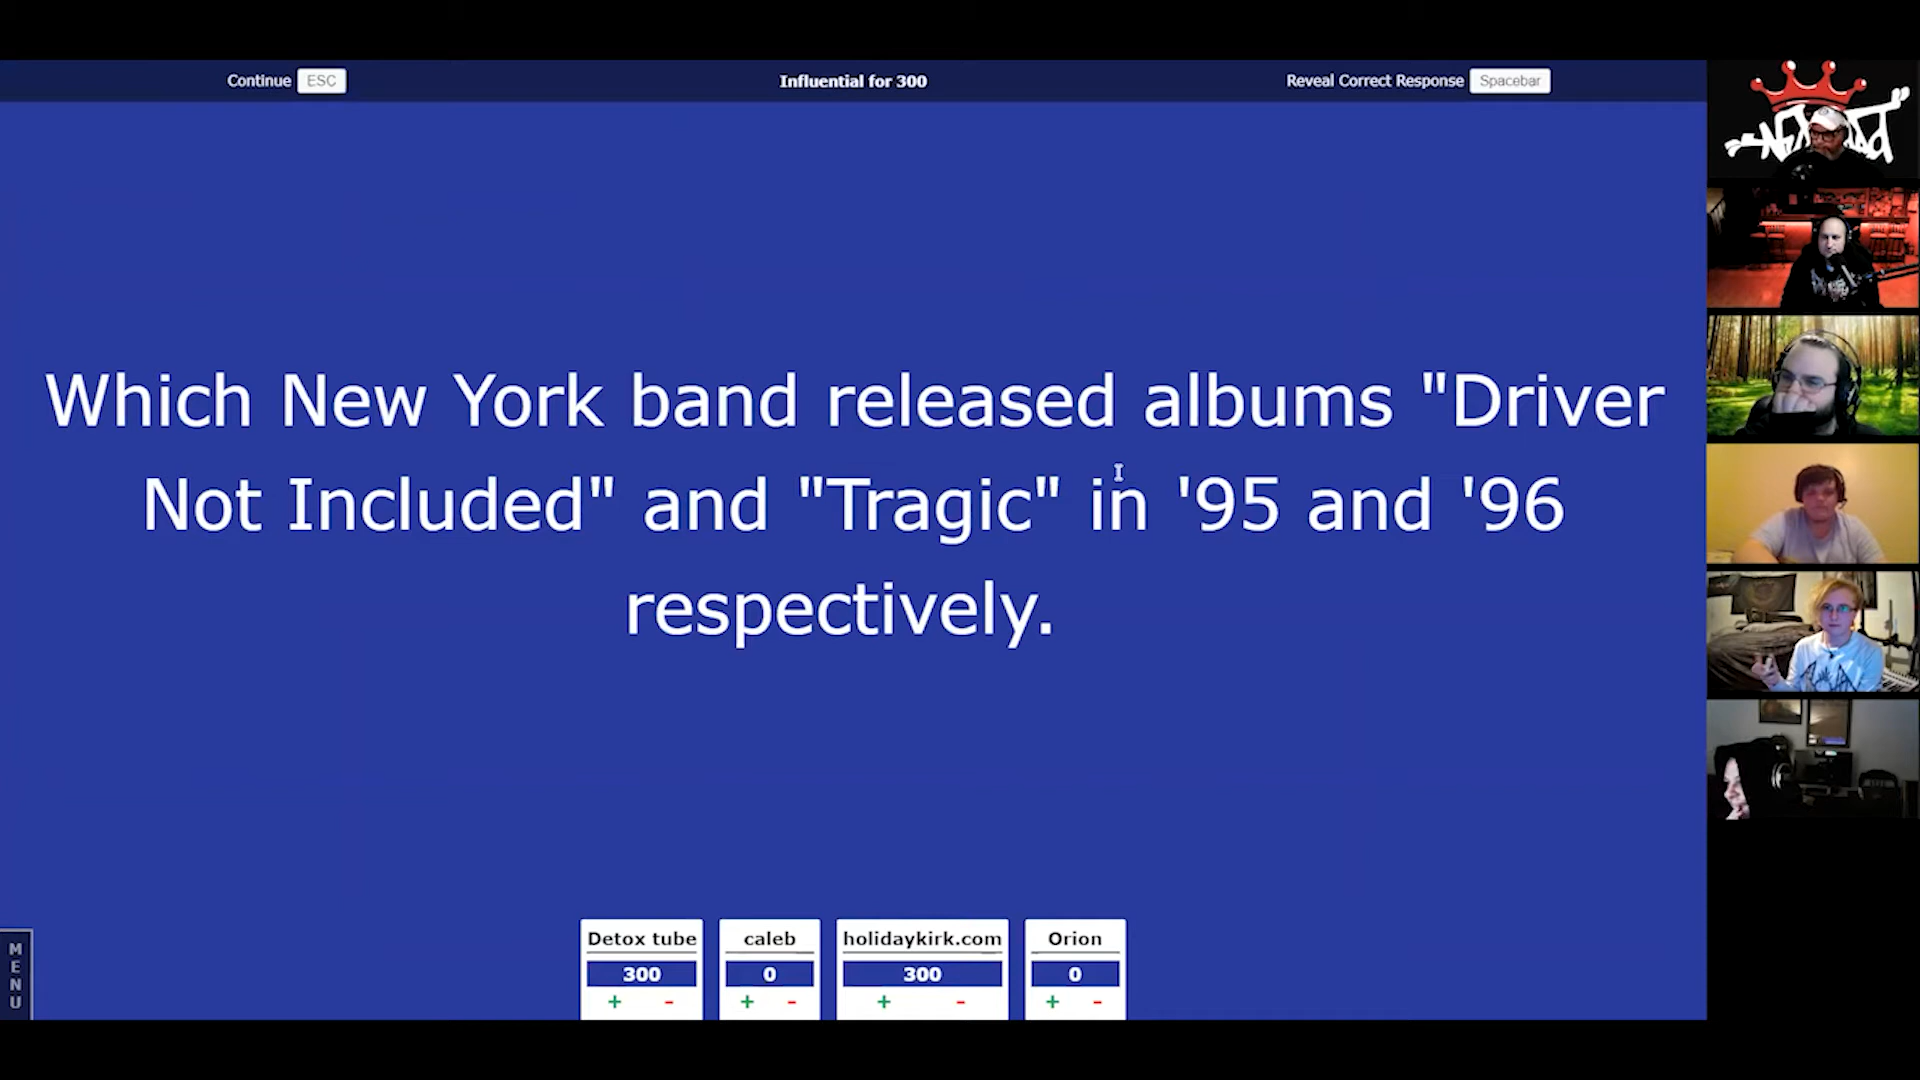 Continue ESC
Influential for 300
Reveal Correct Response Spacebar
Which New York band released albums "Driver
Not Included" and "Tragic" in '95 and '96
respectively.
MENU
Detox tube caleb holidaykirk.com Orion
300 0 300 0
+ - + - + - + -